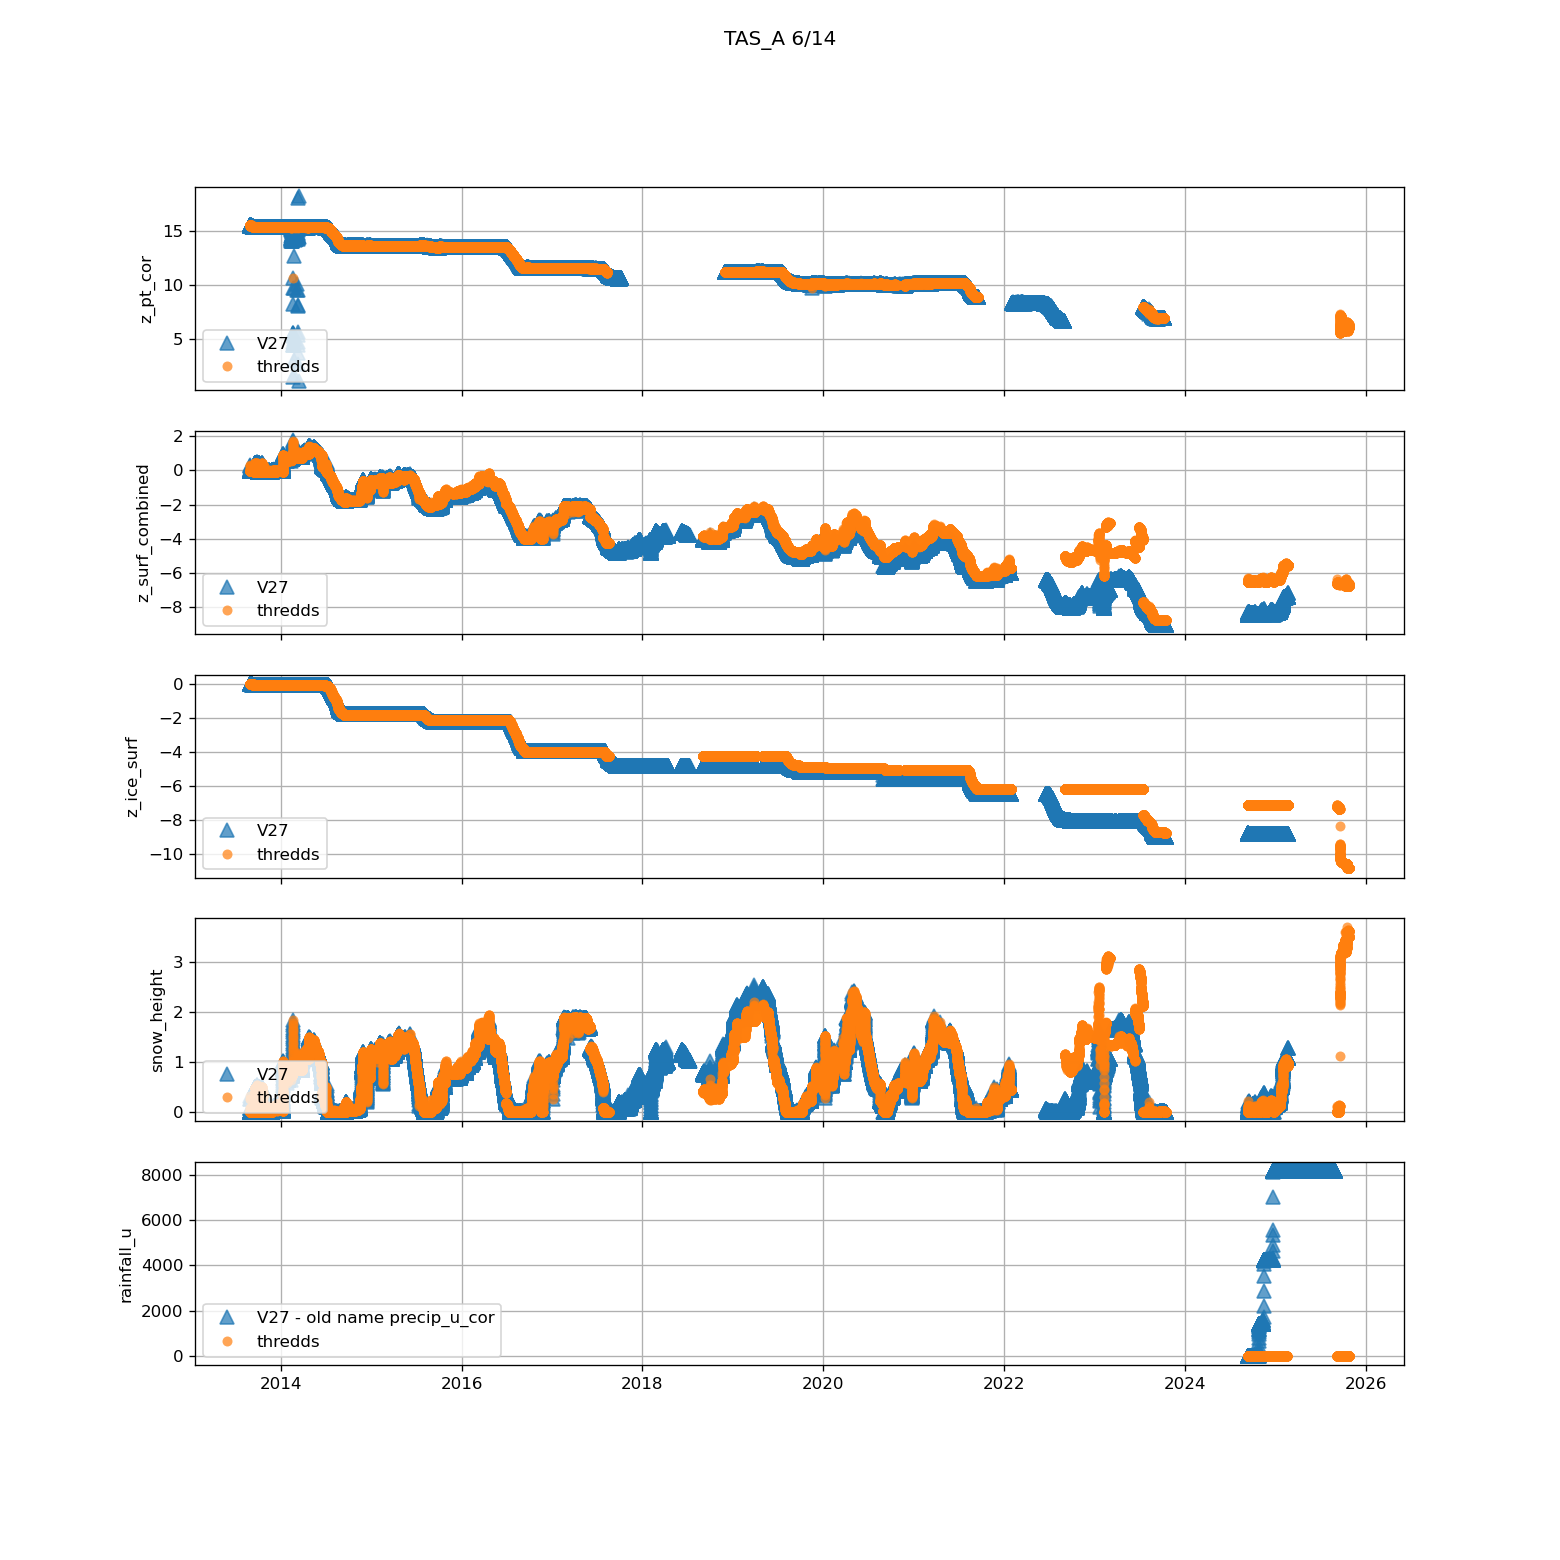 TAS_A 6/14
15
10
5
z_pt_cor
V27
thredds
2
0
−2
−4
−6
−8
z_surf_combined
V27
thredds
0
−2
−4
−6
−8
−10
z_ice_surf
V27
thredds
3
2
1
0
snow_height
V27
thredds
8000
6000
4000
2000
0
rainfall_u
V27 - old name precip_u_cor
thredds
2014 2016 2018 2020 2022 2024 2026